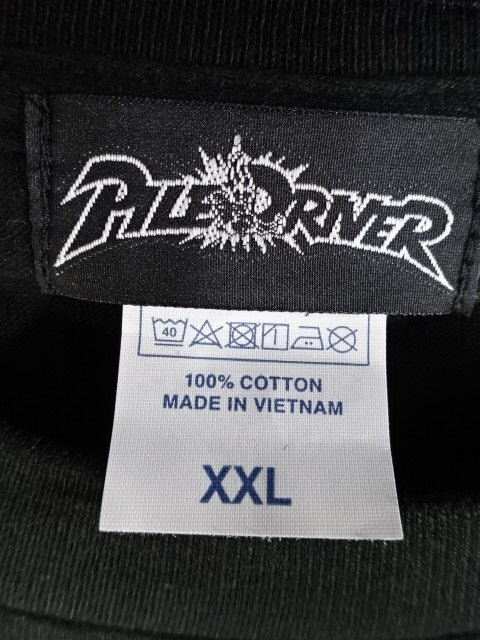 PILEDRIVER
40
100% COTTON
MADE IN VIETNAM
XXL